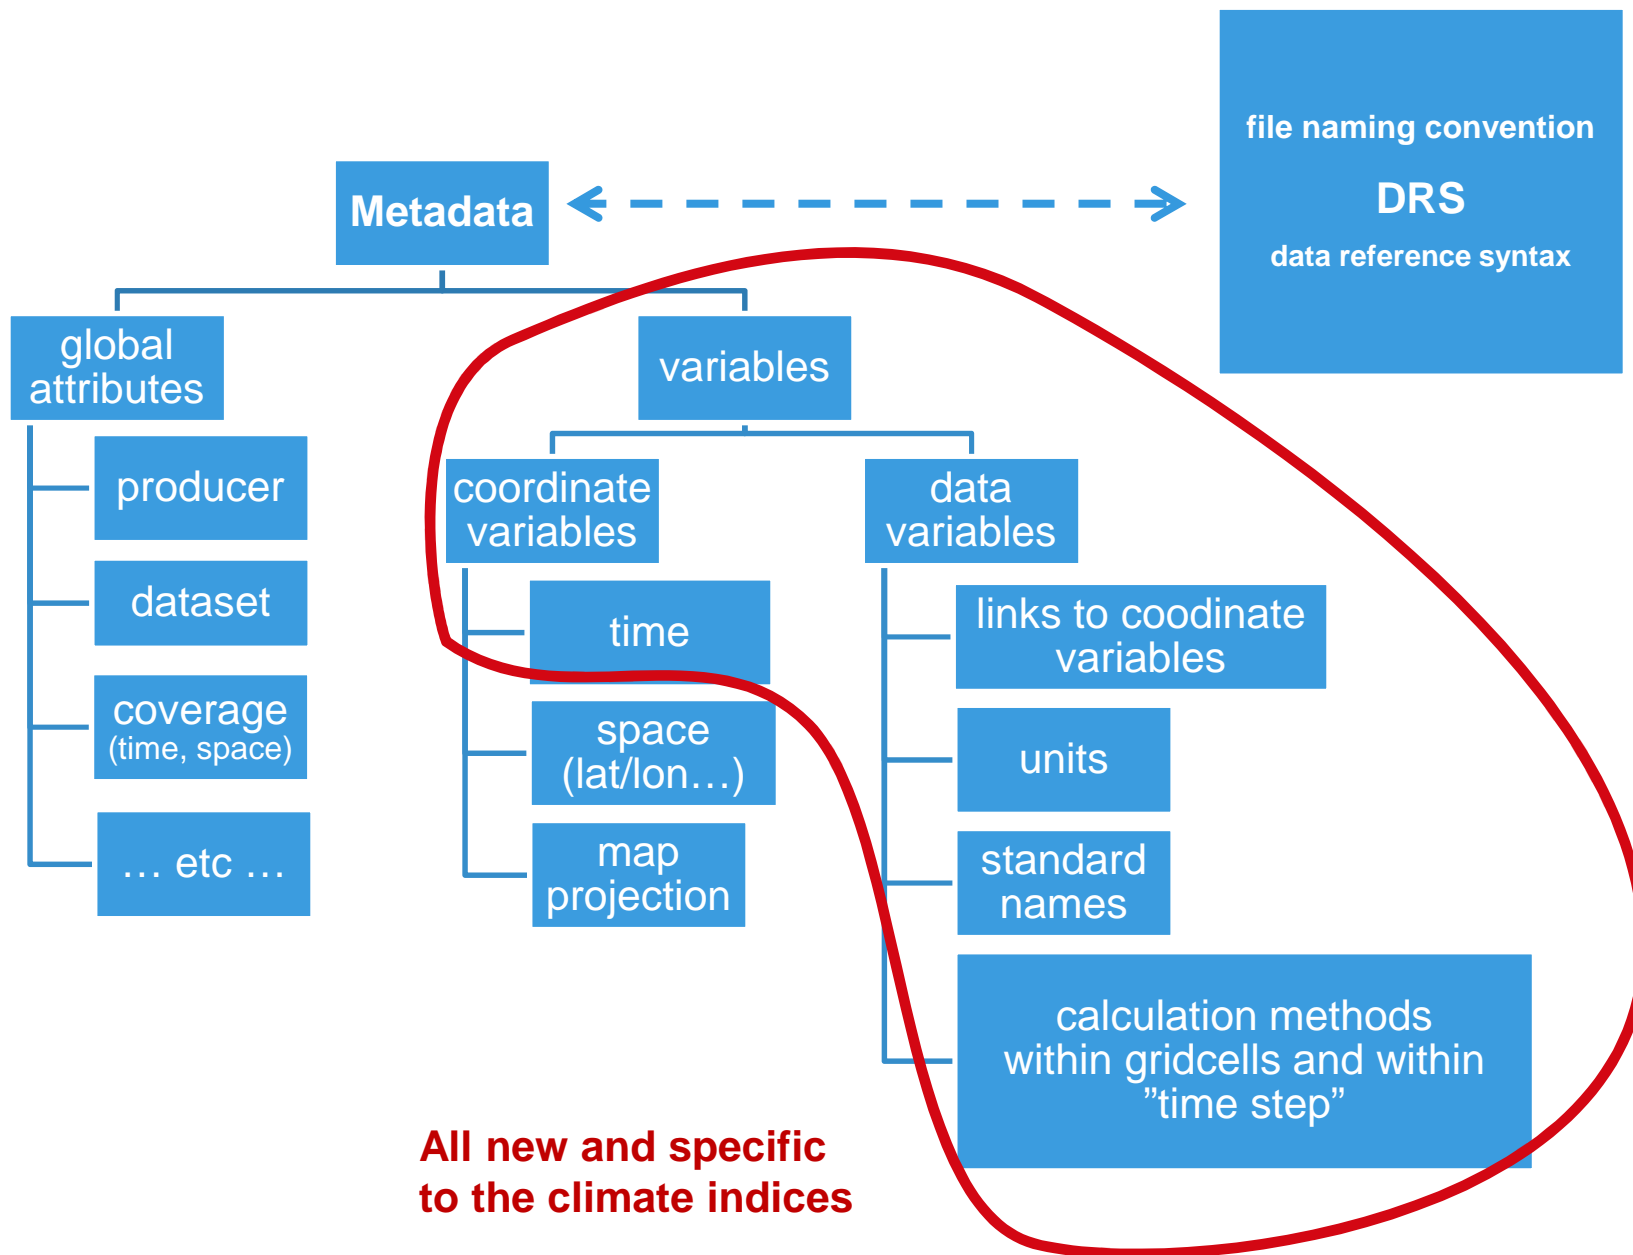 file naming convention
DRS
data reference syntax
Metadata
global
attributes
producer
dataset
coverage
(time, space)
… etc …
variables
coordinate
variables
time
space
(lat/lon…)
map
projection
data
variables
links to coodinate
variables
units
standard
names
calculation methods
within gridcells and within
”time step”
All new and specific
to the climate indices